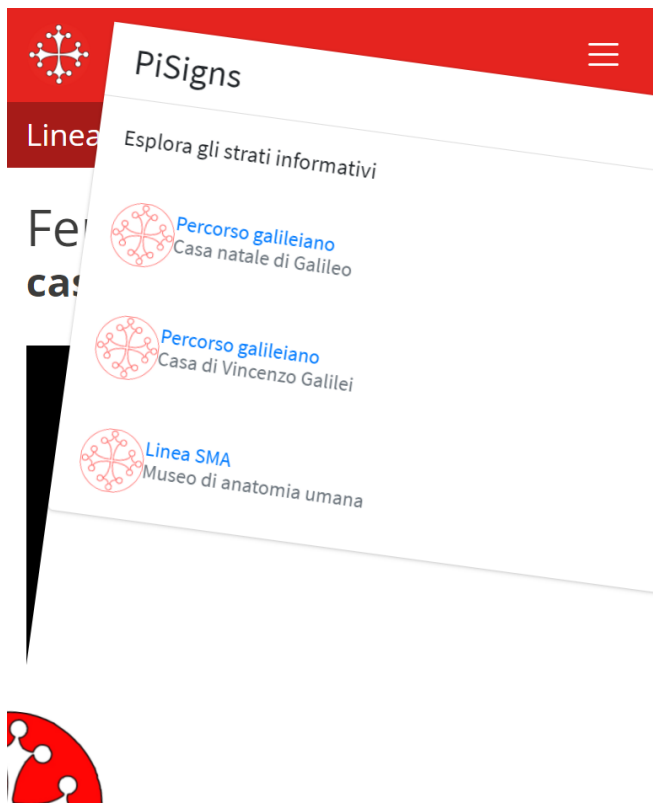 PiSigns
Linea
Esplora gli strati informativi
Percorso galileiano
Casa natale di Galileo
Percorso galileiano
Casa di Vincenzo Galilei
Linea SMA
Museo di anatomia umana